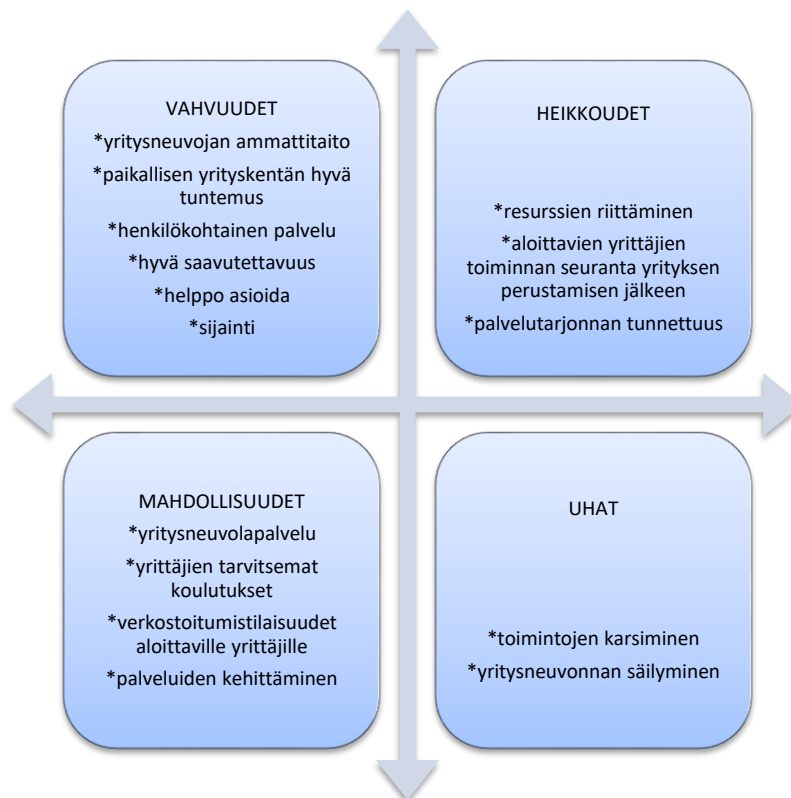 VAHVUUDET
*yritysneuvojan ammattitaito
*paikallisen yrityskentän hyvä
tuntemus
*henkilökohtainen palvelu
*hyvä saavutettavuus
*helppo asioida
*sijainti
HEIKKOUDET
*resurssien riittäminen
*aloittavien yrittäjien
toiminnan seuranta yrityksen
perustamisen jälkeen
*palvelutarjonnan tunnettuus
MAHDOLLISUUDET
*yritysneuvolapalvelu
*yrittäjien tarvitsemat
koulutukset
*verkostoitumistilaisuudet
aloittaville yrittäjille
*palveluiden kehittäminen
UHAT
*toimintojen karsiminen
*yritysneuvonnan säilyminen